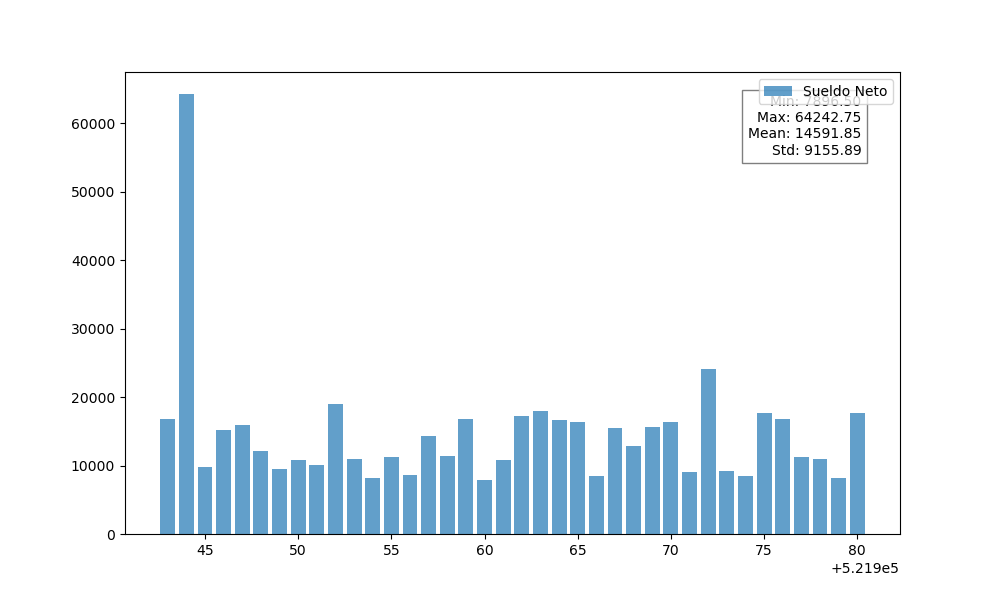 Sueldo Neto
Min: 7896.50
Max: 64242.75
Mean: 14591.85
Std: 9155.89
60000
50000
40000
30000
20000
10000
0
45 50 55 60 65 70 75 80
+5.219e5